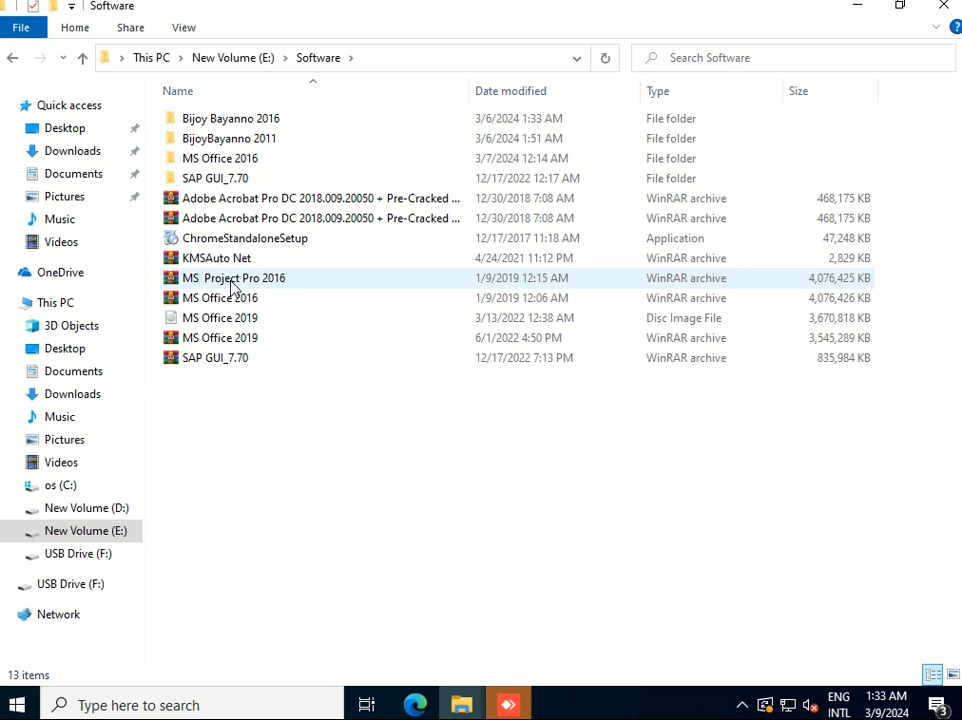 Software
File Home Share View
This PC New Volume (E:) Software
Search Software
Name Date modified Type Size
Quick access
Desktop
Downloads
Documents
Pictures
Music
Videos
OneDrive
This PC
3D Objects
Desktop
Documents
Downloads
Music
Pictures
Videos
os (C:)
New Volume (D:)
New Volume (E:)
USB Drive (F:)
USB Drive (F:)
Network
Bijoy Bayanno 2016 3/6/2024 1:33 AM File folder
BijoyBayanno 2011 3/6/2024 1:51 AM File folder
MS Office 2016 3/7/2024 12:14 AM File folder
SAP GUI_7.70 12/17/2022 12:17 AM File folder
Adobe Acrobat Pro DC 2018.009.20050 + Pre-Cracked ... 12/30/2018 7:08 AM WinRAR archive 468,175 KB
Adobe Acrobat Pro DC 2018.009.20050 + Pre-Cracked ... 12/30/2018 7:08 AM WinRAR archive 468,175 KB
ChromeStandaloneSetup 12/17/2017 11:18 AM Application 47,248 KB
KMSAuto Net 4/24/2021 11:12 PM WinRAR archive 2,829 KB
MS Project Pro 2016 1/9/2019 12:15 AM WinRAR archive 4,076,425 KB
MS Office 2016 1/9/2019 12:06 AM WinRAR archive 4,076,426 KB
MS Office 2019 3/13/2022 12:38 AM Disc Image File 3,670,818 KB
MS Office 2019 6/1/2022 4:50 PM WinRAR archive 3,545,289 KB
SAP GUI_7.70 12/17/2022 7:13 PM WinRAR archive 835,984 KB
13 items
Type here to search
ENG 1:33 AM
INTL 3/9/2024
3